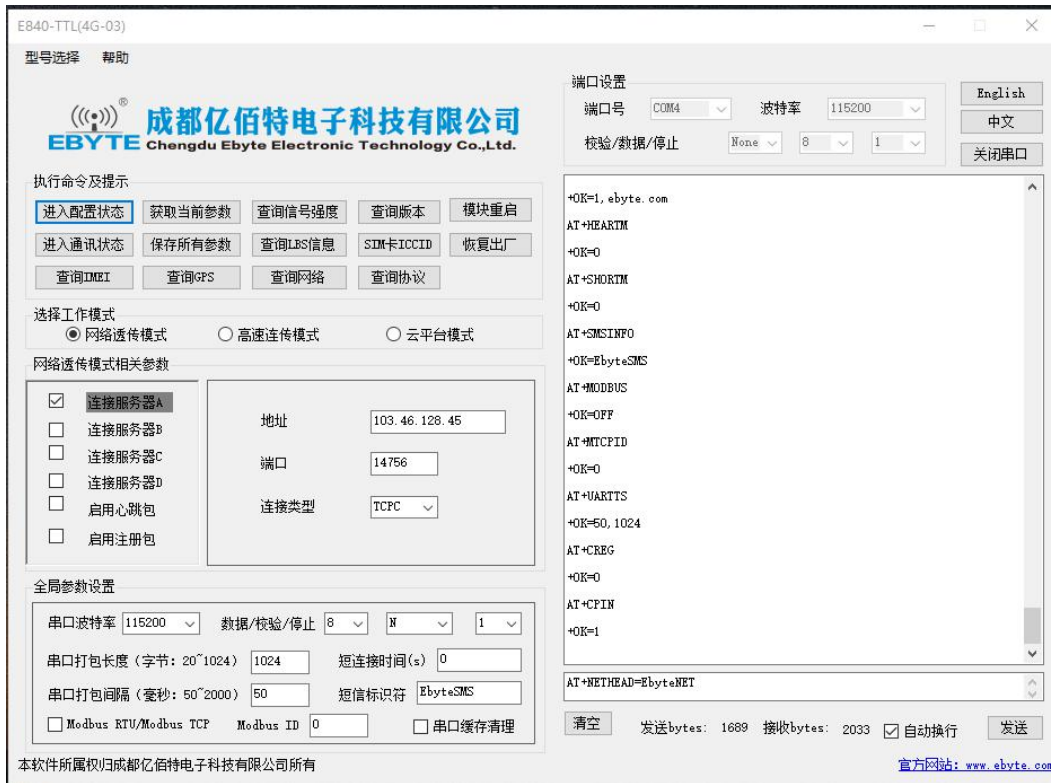 E840-TTL(4G-03)
型号选择 帮助
EBYTE ®
成都亿佰特电子科技有限公司
Chengdu Ebyte Electronic Technology Co.,Ltd.
执行命令及提示
进入配置状态 获取当前参数 查询信号强度 查询版本 模块重启
进入通讯状态 保存所有参数 查询LBS信息 SIM卡ICCID 恢复出厂
查询IMEI 查询GPS 查询网络 查询协议
选择工作模式
网络透传模式 高速连传模式 云平台模式
网络透传模式相关参数
连接服务器A
连接服务器B
连接服务器C
连接服务器D
启用心跳包
启用注册包
地址 103.46.128.45
端口 14756
连接类型 TCPC
全局参数设置
串口波特率 115200 数据/校验/停止 8 N 1
串口打包长度（字节：20~1024） 1024 短连接时间(s) 0
串口打包间隔（毫秒：50~2000） 50 短信标识符 EbyteSMS
Modbus RTU/Modbus TCP Modbus ID 0 串口缓存清理
本软件所属权归成都亿佰特电子科技有限公司所有
端口设置
端口号 COM4 波特率 115200
校验/数据/停止 None 8 1
English
中文
关闭串口
+OK=1,ebyte.com
AT+HEARTM
+OK=0
AT+SHORTM
+OK=0
AT+SMSINFO
+OK=EbyteSMS
AT+MODBUS
+OK=OFF
AT+MTCPID
+OK=0
AT+UARTTS
+OK=50,1024
AT+CREG
+OK=0
AT+CPIN
+OK=1
AT+NETHEAD=EbyteNET
清空 发送bytes: 1689 接收bytes: 2033 自动换行 发送
官方网站: www.ebyte.com